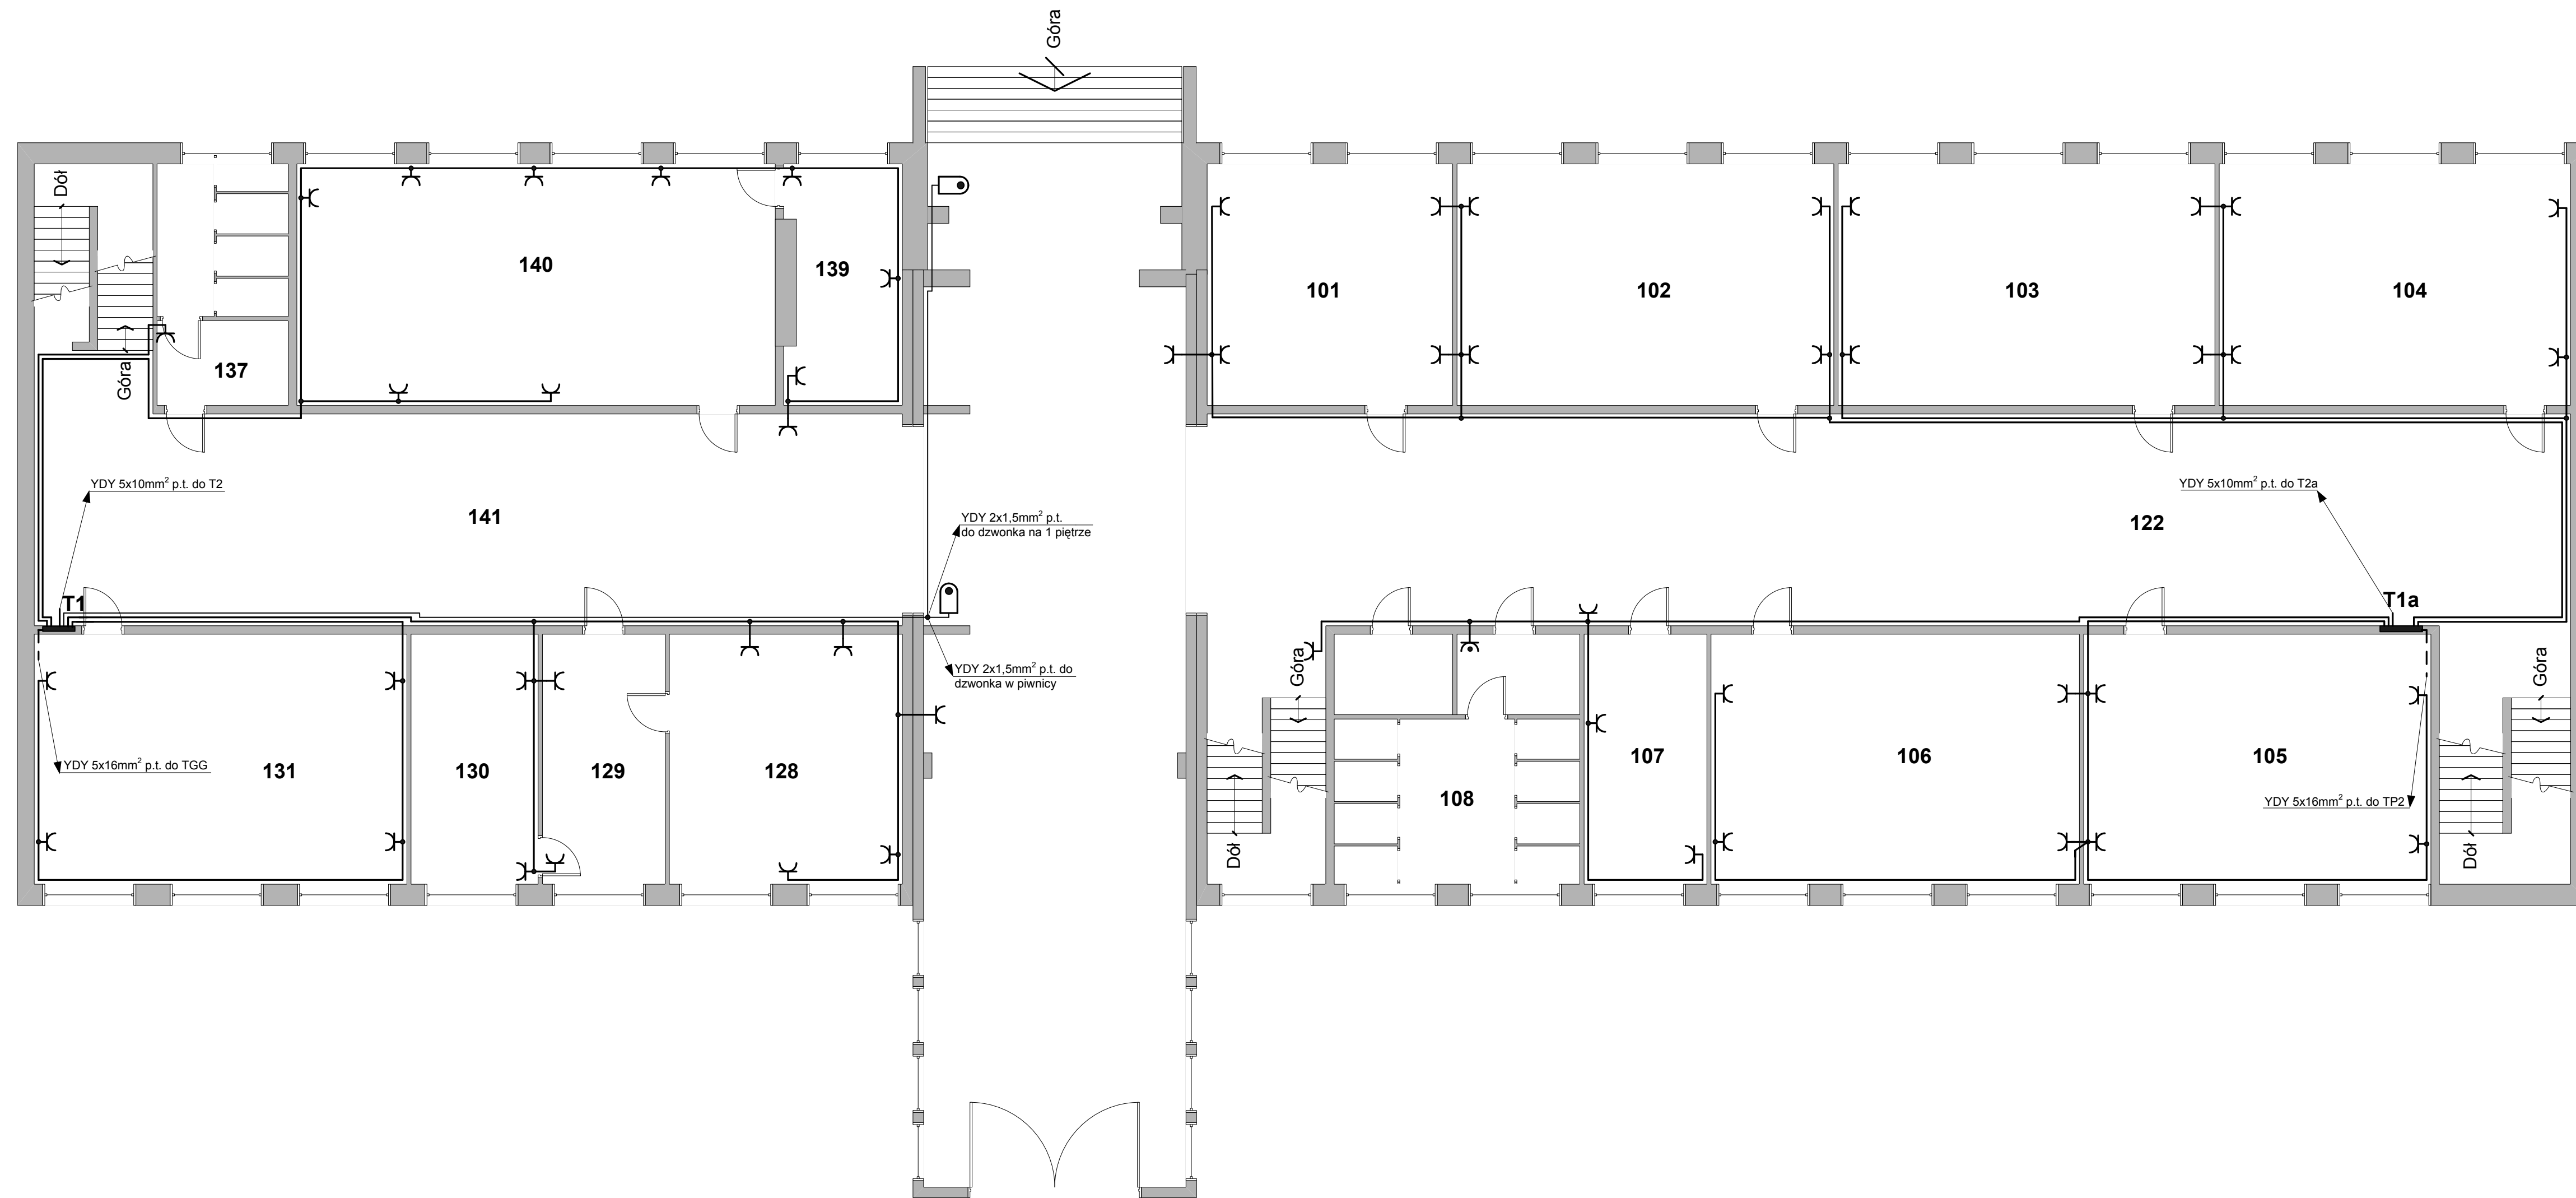 Góra
Dół
Góra
137
140
139
101
102
103
104
YDY 5x10mm² p.t. do T2
141
YDY 2x1,5mm² p.t.
do dzwonka na 1 piętrze
YDY 5x10mm² p.t. do T2a
122
T1
T1a
YDY 2x1,5mm² p.t. do
dzwonka w piwnicy
YDY 5x16mm² p.t. do TGG
131
130
129
128
Góra
Dół
108
107
106
105
YDY 5x16mm² p.t. do TP2
Góra
Dół